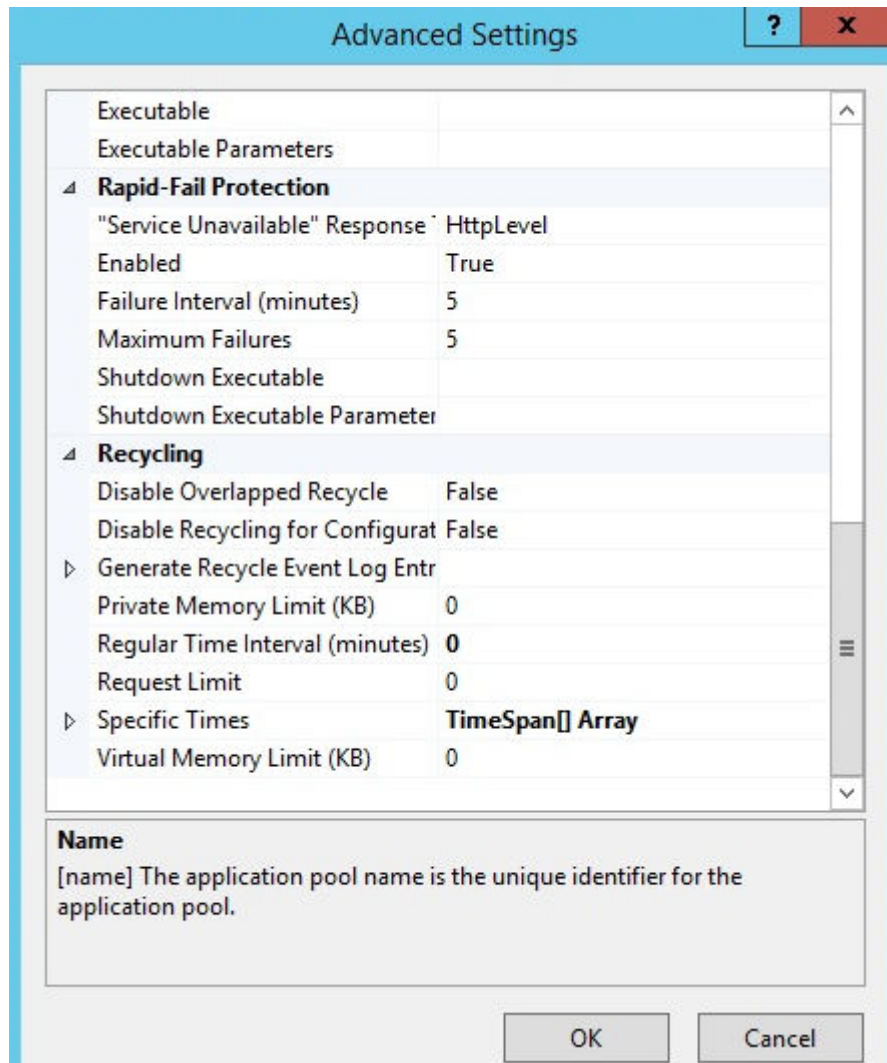 Advanced Settings
?
x
Executable
Executable Parameters
Rapid-Fail Protection
"Service Unavailable" Response T HttpLevel
Enabled True
Failure Interval (minutes) 5
Maximum Failures 5
Shutdown Executable
Shutdown Executable Parameter
Recycling
Disable Overlapped Recycle False
Disable Recycling for Configurat False
Generate Recycle Event Log Entr
Private Memory Limit (KB) 0
Regular Time Interval (minutes) 0
Request Limit 0
Specific Times TimeSpan[] Array
Virtual Memory Limit (KB) 0
Name
[name] The application pool name is the unique identifier for the
application pool.
OK Cancel